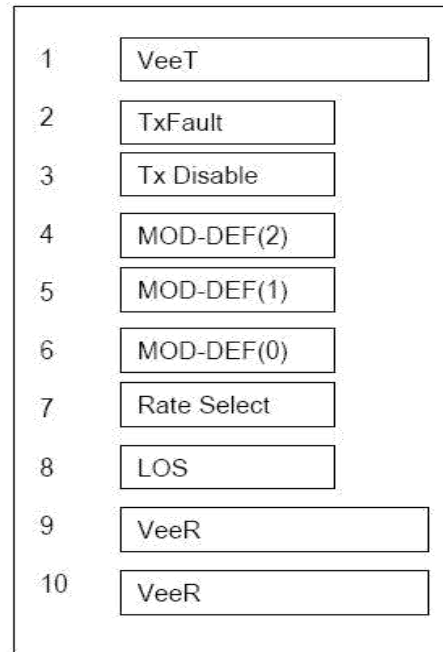 1 VeeT
2 TxFault
3 Tx Disable
4 MOD-DEF(2)
5 MOD-DEF(1)
6 MOD-DEF(0)
7 Rate Select
8 LOS
9 VeeR
10 VeeR